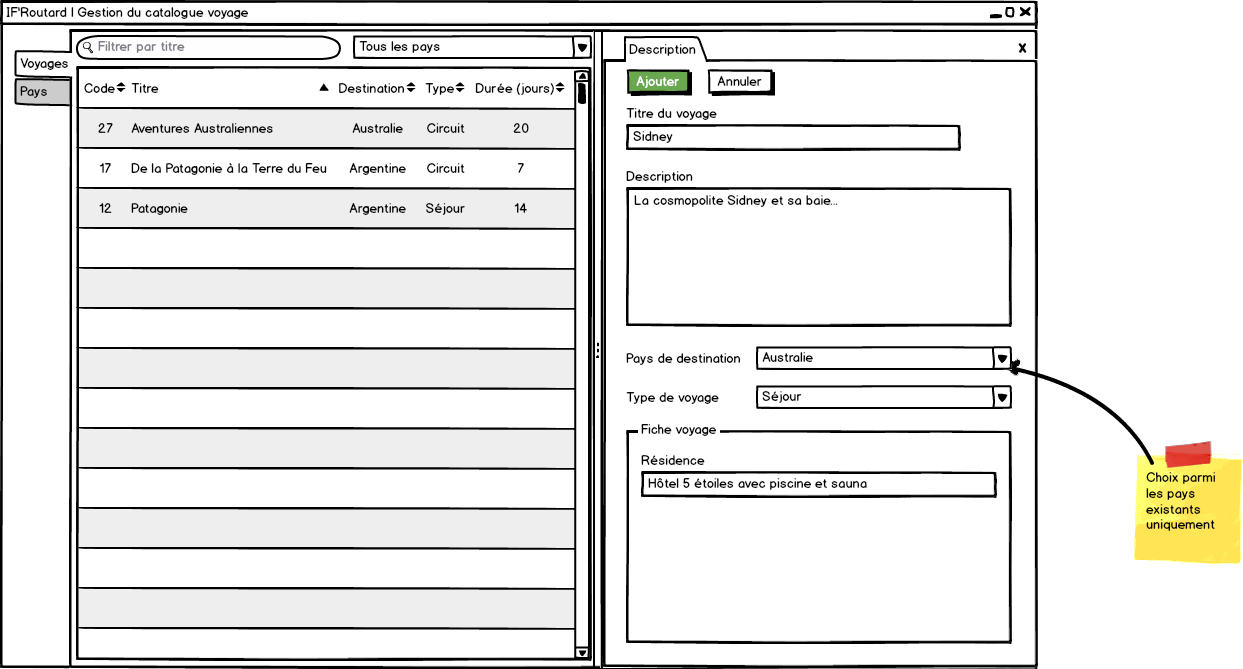 IF'Routard | Gestion du catalogue voyage
Voyages
Pays
Filtrer par titre
Tous les pays
Code Titre Destination Type Durée (jours)
27 Aventures Australiennes Australie Circuit 20
17 De la Patagonie à la Terre du Feu Argentine Circuit 7
12 Patagonie Argentine Séjour 14
Description
x
Ajouter Annuler
Titre du voyage
Sidney
Description
La cosmopolite Sidney et sa baie...
Pays de destination Australie
Type de voyage Séjour
Fiche voyage
Résidence
Hôtel 5 étoiles avec piscine et sauna
Choix parmi
les pays
existants
uniquement